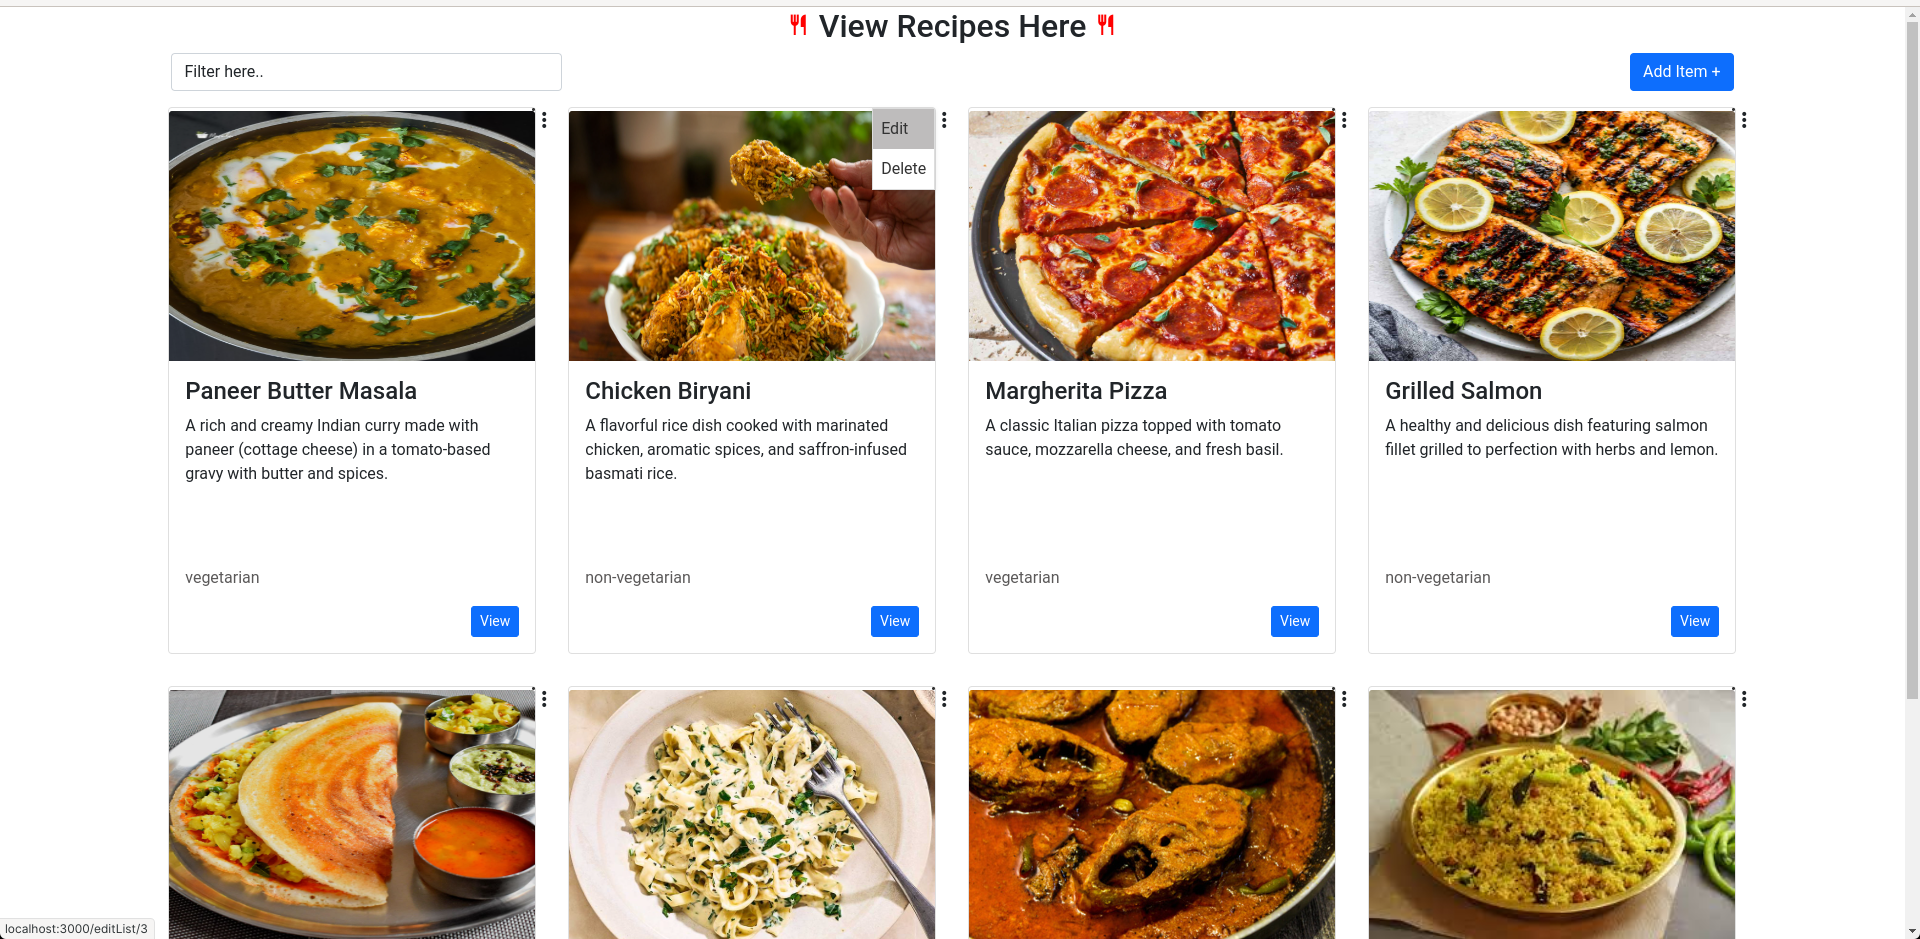 View Recipes Here
Filter here..
Add Item +
Edit
Delete
Paneer Butter Masala
A rich and creamy Indian curry made with
paneer (cottage cheese) in a tomato-based
gravy with butter and spices.
vegetarian
View
Chicken Biryani
A flavorful rice dish cooked with marinated
chicken, aromatic spices, and saffron-infused
basmati rice.
non-vegetarian
View
Margherita Pizza
A classic Italian pizza topped with tomato
sauce, mozzarella cheese, and fresh basil.
vegetarian
View
Grilled Salmon
A healthy and delicious dish featuring salmon
fillet grilled to perfection with herbs and lemon.
non-vegetarian
View
localhost:3000/editList/3